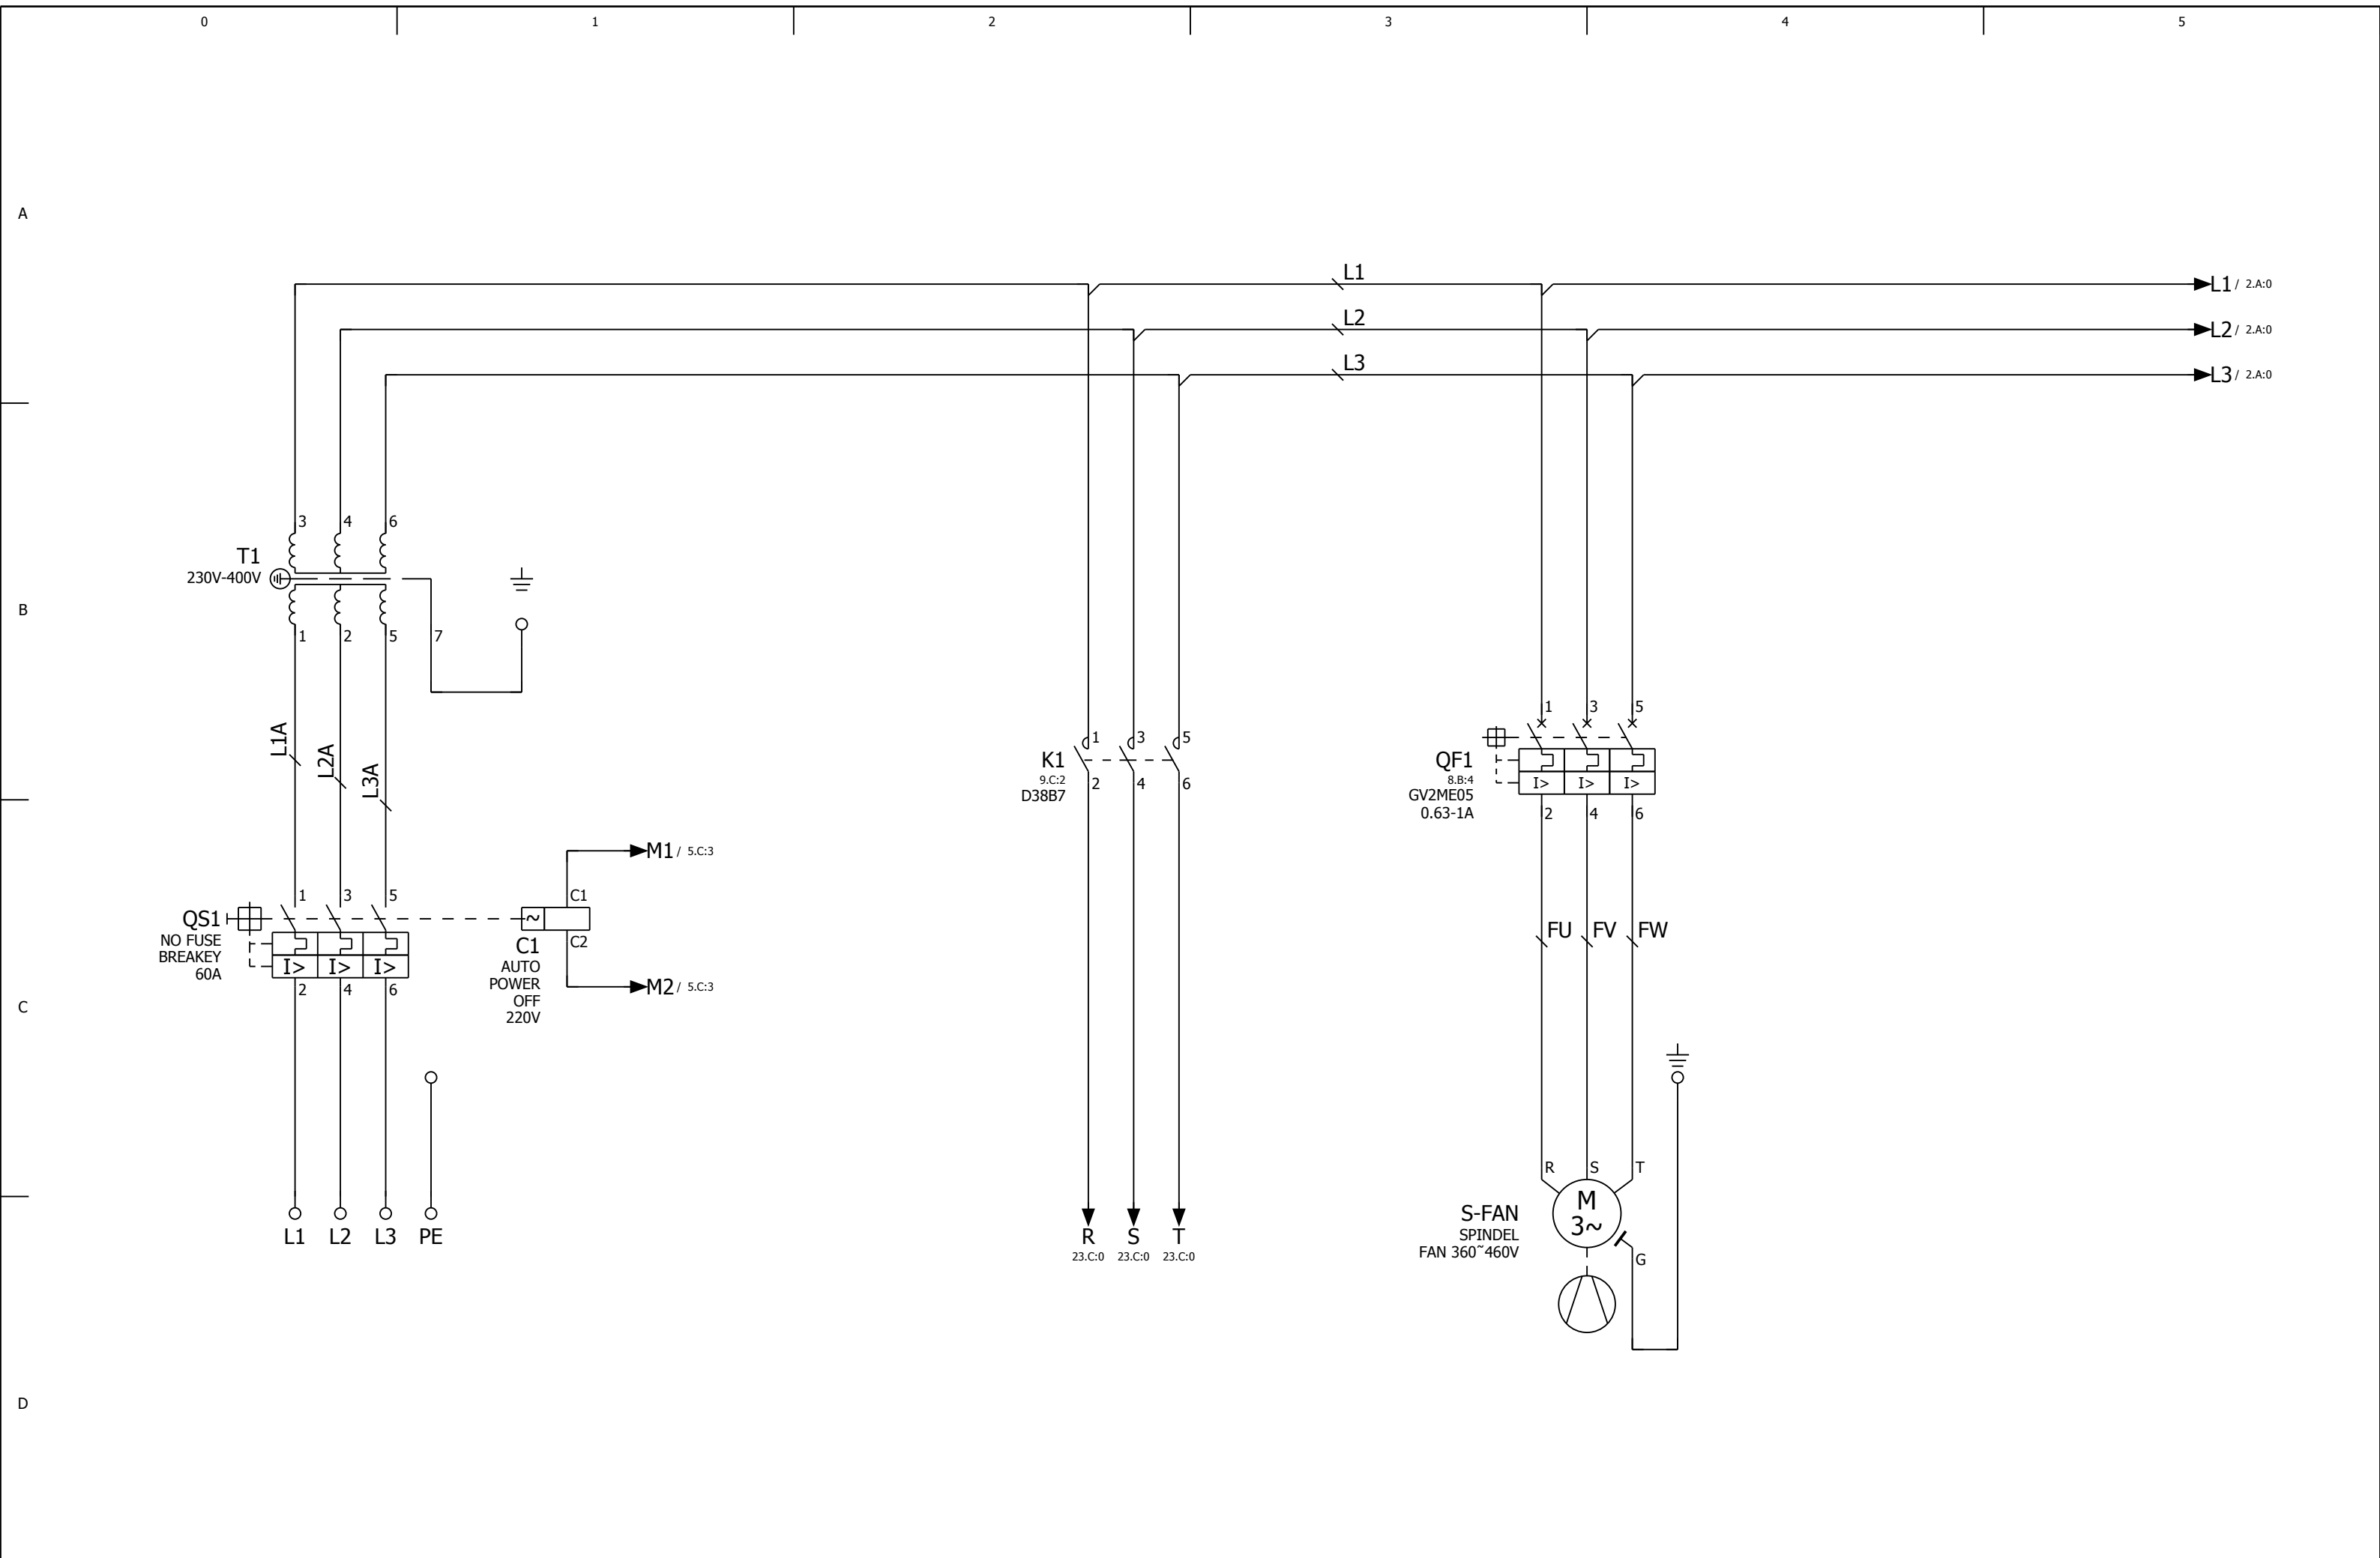 0 1 2 3 4 5
A
L1
L1 / 2.A:0
L2
L2 / 2.A:0
L3
L3 / 2.A:0
3 4 6
T1
230V-400V
B
1 2 5 7
L1A
L2A
L3A
1 3 5
K1
9.C:2
D38B7
2 4 6
1 3 5
QF1
8.B:4
GV2ME05
0.63-1A
I> I> I>
2 4 6
M1 / 5.C:3
1 3 5
QS1
NO FUSE
BREAKEY
60A
I> I> I>
2 4 6
C1
~
C2
C1
AUTO
POWER
OFF
220V
M2 / 5.C:3
FU FV FW
C
R S T
M
3~
S-FAN
SPINDEL
FAN 360~460V
G
L1 L2 L3 PE
R S T
23.C:0 23.C:0 23.C:0
D